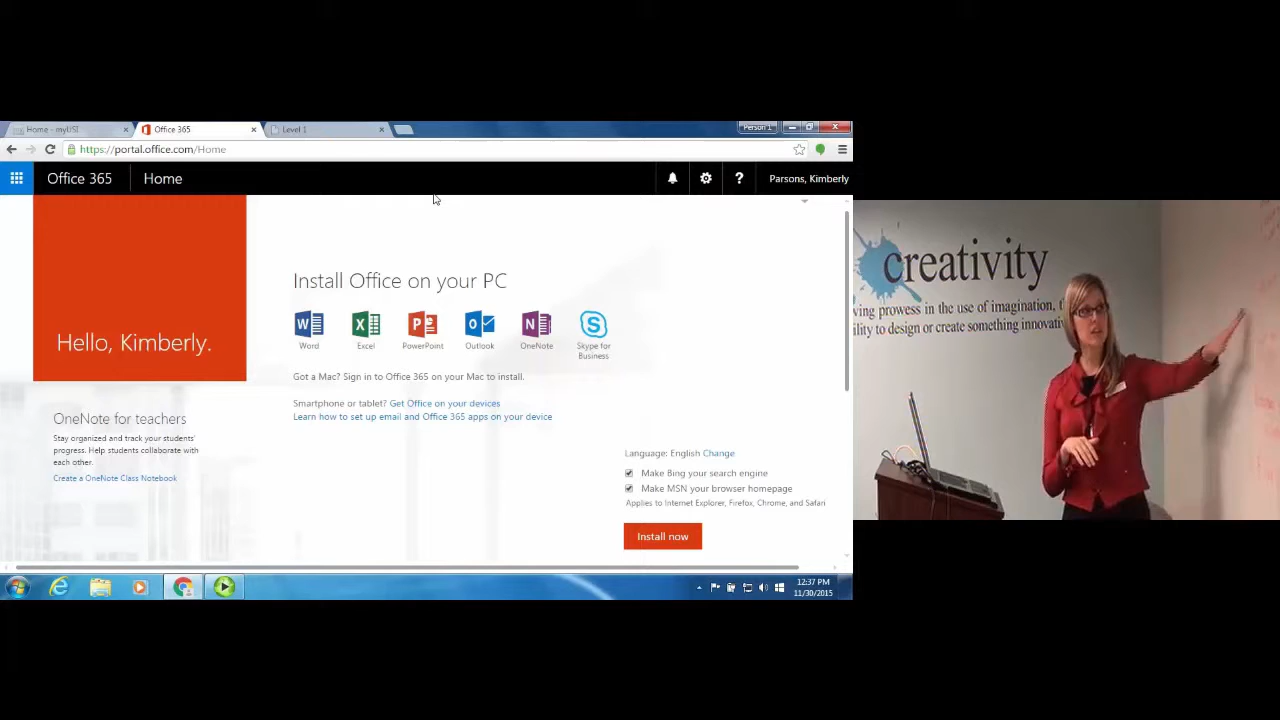 Home - myUSI
Office 365
Level 1
Person 1
https://portal.office.com/Home
Office 365
Home
?
Parsons, Kimberly
Hello, Kimberly.
Install Office on your PC
Word
Excel
PowerPoint
Outlook
OneNote
Skype for
Business
Got a Mac? Sign in to Office 365 on your Mac to install.
Smartphone or tablet? Get Office on your devices
Learn how to set up email and Office 365 apps on your device
OneNote for teachers
Stay organized and track your students'
progress. Help students collaborate with
each other.
Create a OneNote Class Notebook
Language: English Change
Make Bing your search engine
Make MSN your browser homepage
Applies to Internet Explorer, Firefox, Chrome, and Safari
Install now
12:37 PM
11/30/2015
creativity
ving prowess in the use of imagination,
ility to design or create something innovati